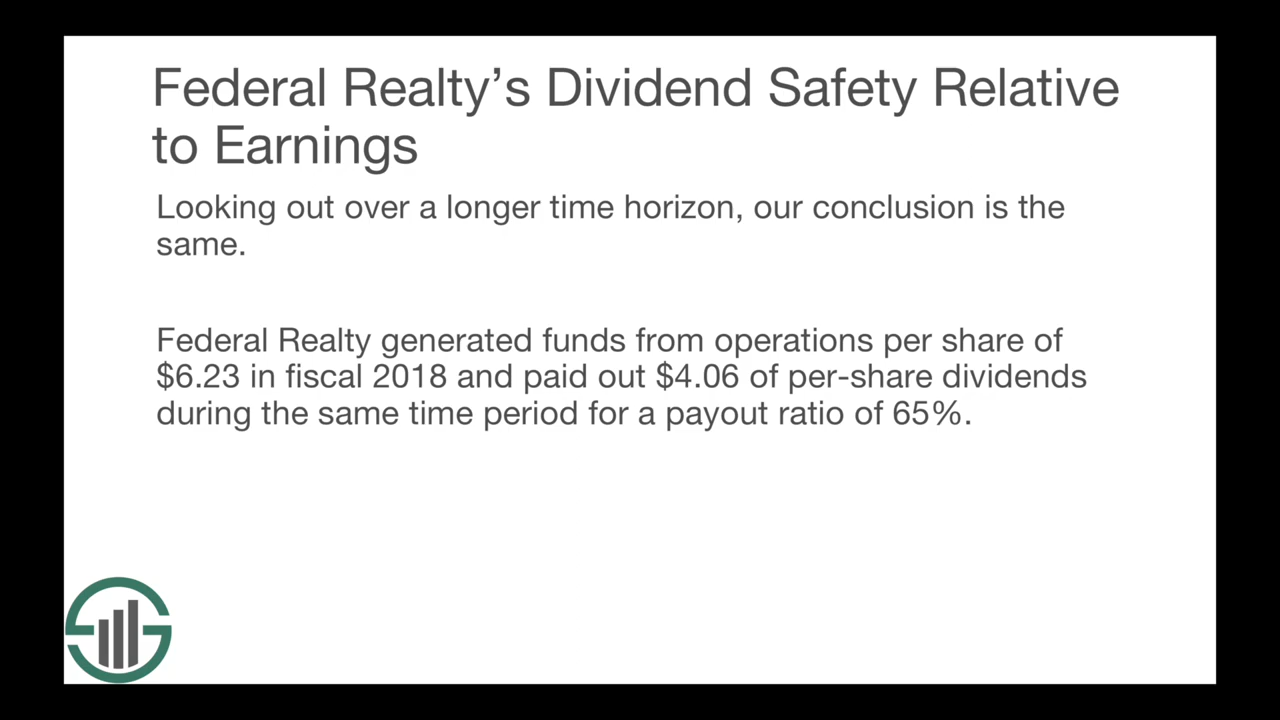 Federal Realty’s Dividend Safety Relative
to Earnings
Looking out over a longer time horizon, our conclusion is the
same.
Federal Realty generated funds from operations per share of
$6.23 in fiscal 2018 and paid out $4.06 of per-share dividends
during the same time period for a payout ratio of 65%.